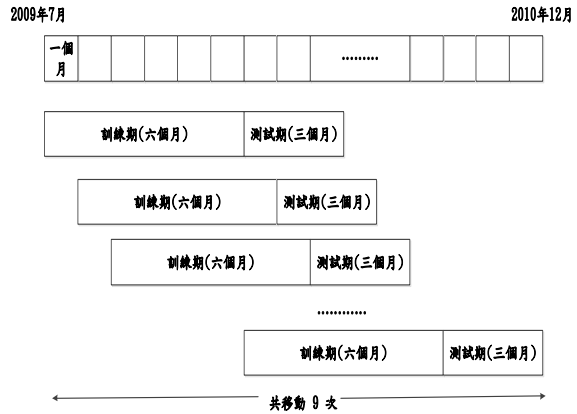 2009年7月
2010年12月
一個
月
.........
訓練期(六個月)
測試期(三個月)
訓練期(六個月)
測試期(三個月)
訓練期(六個月)
測試期(三個月)
............
訓練期(六個月)
測試期(三個月)
共移動 9 次